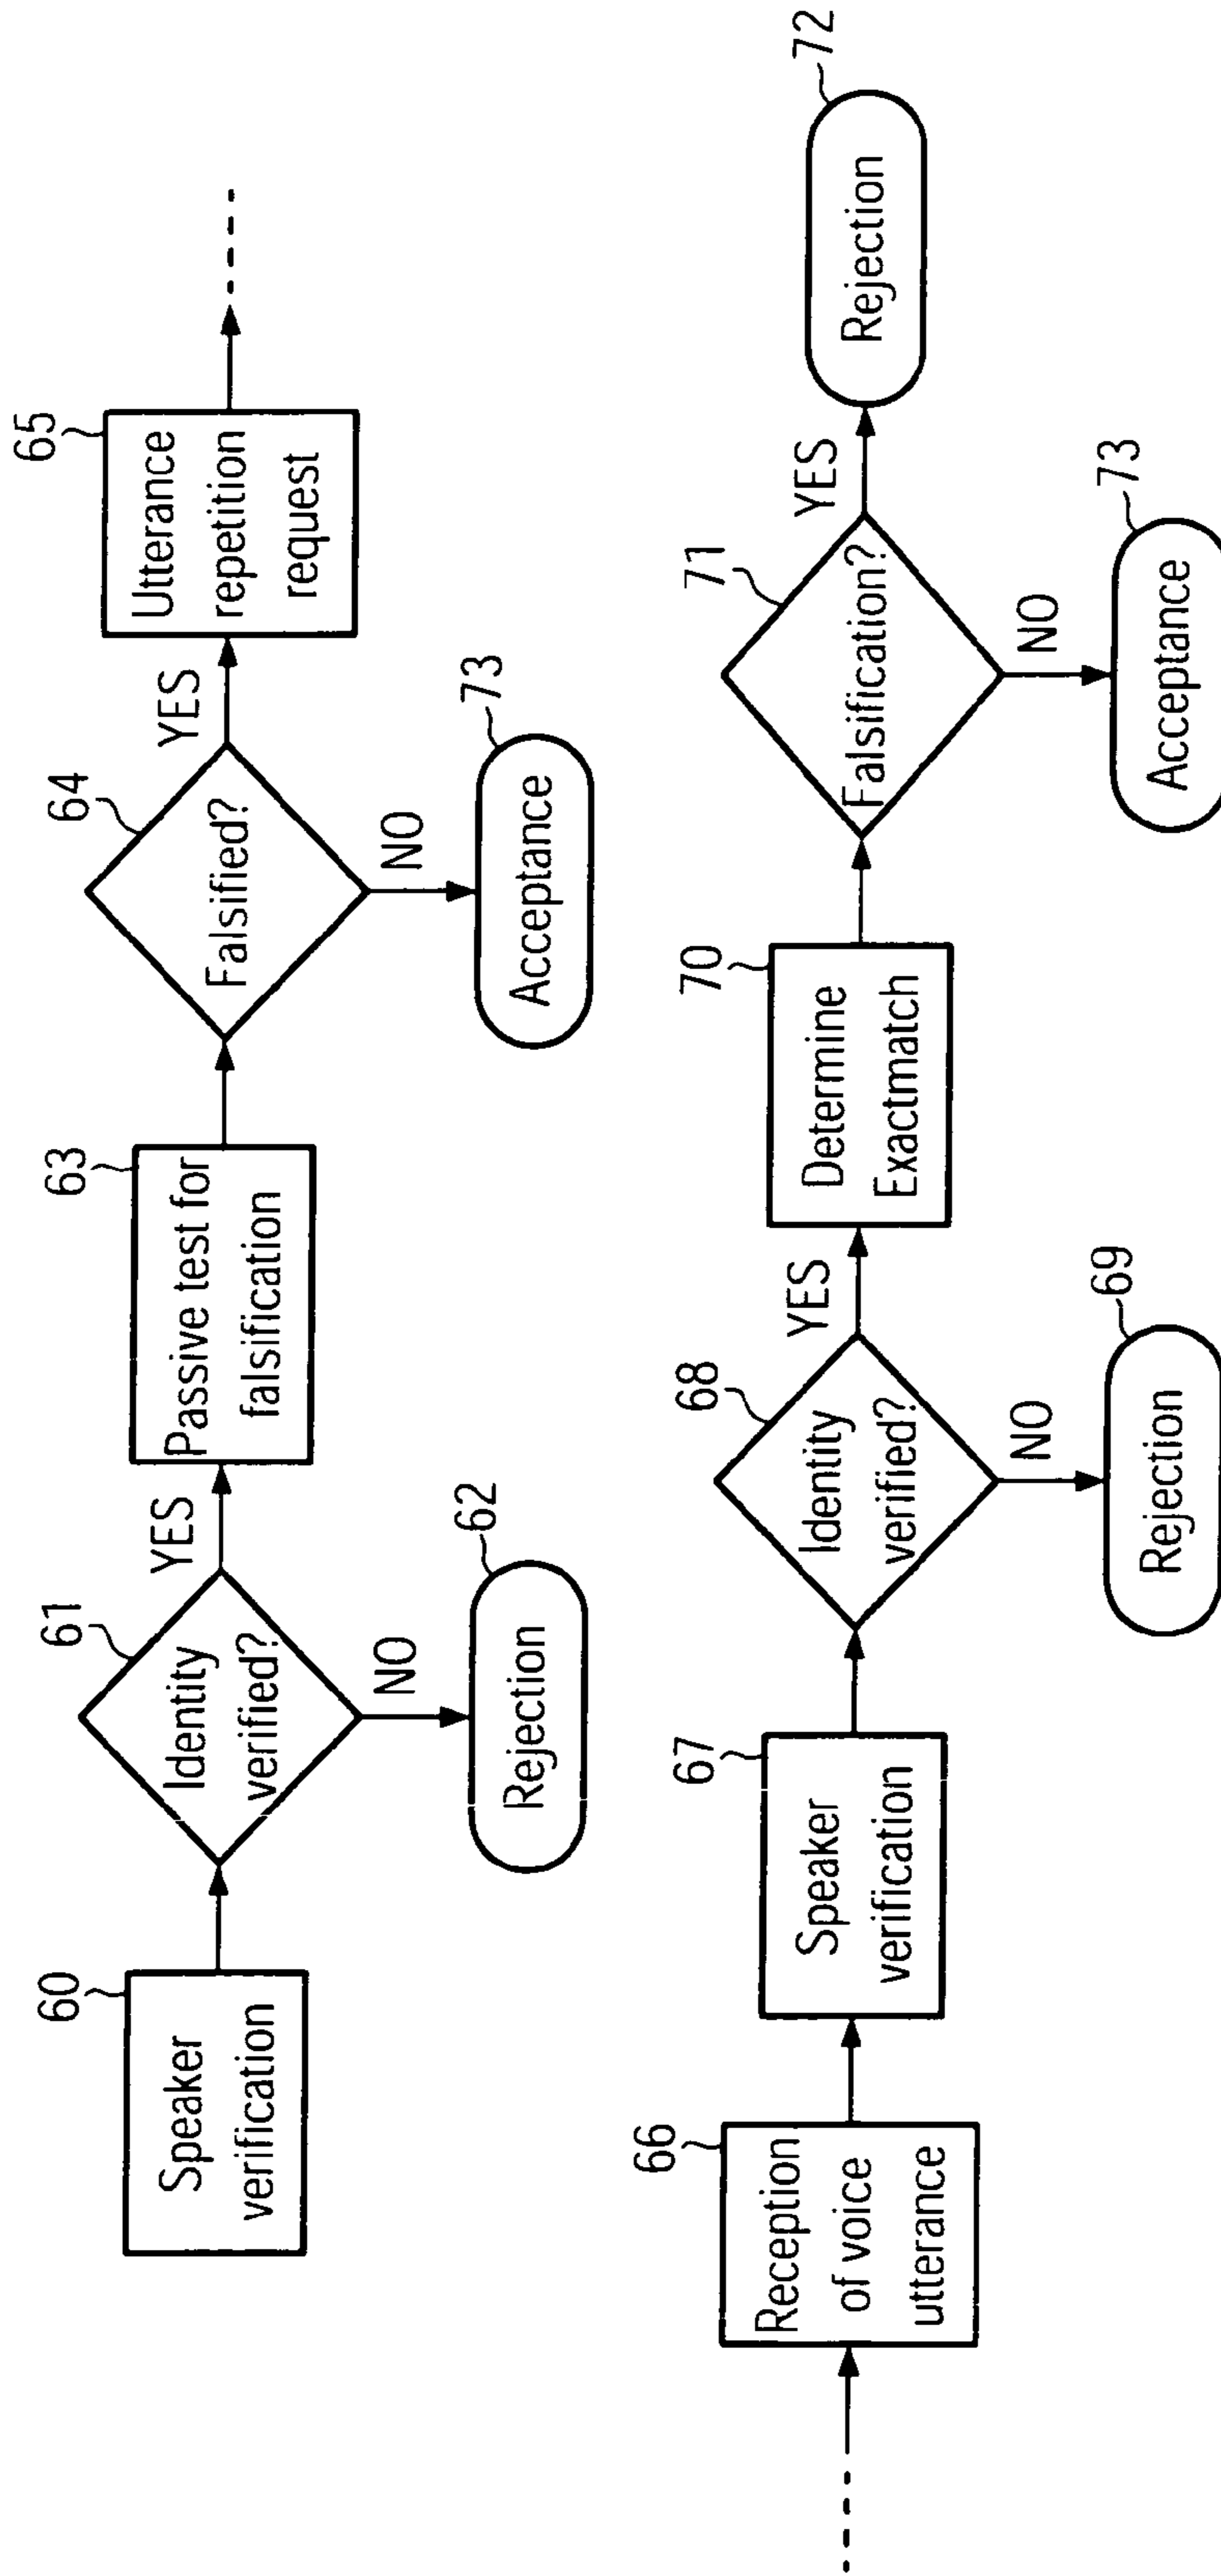 60
Speaker
verification
61
Identity
verified?
YES
NO
62
Rejection
63
Passive test for
falsification
64
Falsified?
YES
NO
73
Acceptance
65
Utterance
repetition
request
66
Reception
of voice
utterance
67
Speaker
verification
68
Identity
verified?
YES
NO
69
Rejection
70
Determine
Exactmatch
71
Falsification?
YES
NO
73
Acceptance
72
Rejection